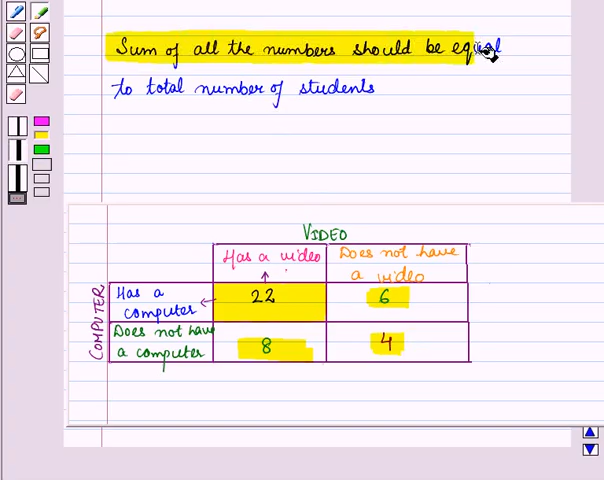 Sum of all the numbers should be equal
to total number of students
VIDEO
Has a video
Does not have
a video
COMPUTER
Has a
computer
22
6
Does not have
a computer
8
4